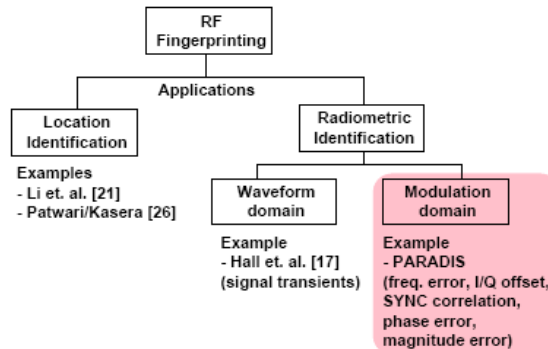 RF
Fingerprinting
Applications
Location
Identification
Examples
- Li et. al. [21]
- Patwari/Kasera [26]
Radiometric
Identification
Waveform
domain
Example
- Hall et. al. [17]
(signal transients)
Modulation
domain
Example
- PARADIS
(freq. error, I/Q offset,
SYNC correlation,
phase error,
magnitude error)